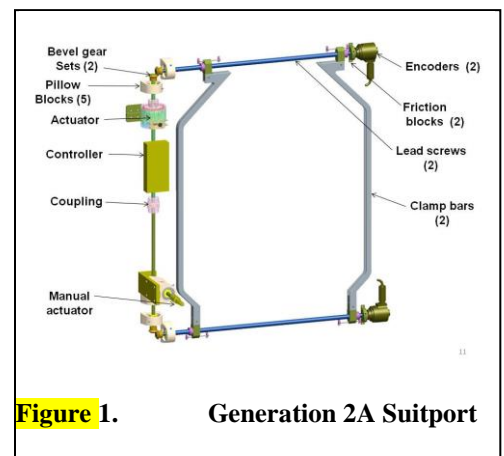 Bevel gear
Sets (2)
Pillow
Blocks (5)
Actuator
Controller
Coupling
Manual
actuator
Encoders (2)
Friction
blocks (2)
Lead screws
(2)
Clamp bars
(2)
11
Figure 1. Generation 2A Suitport